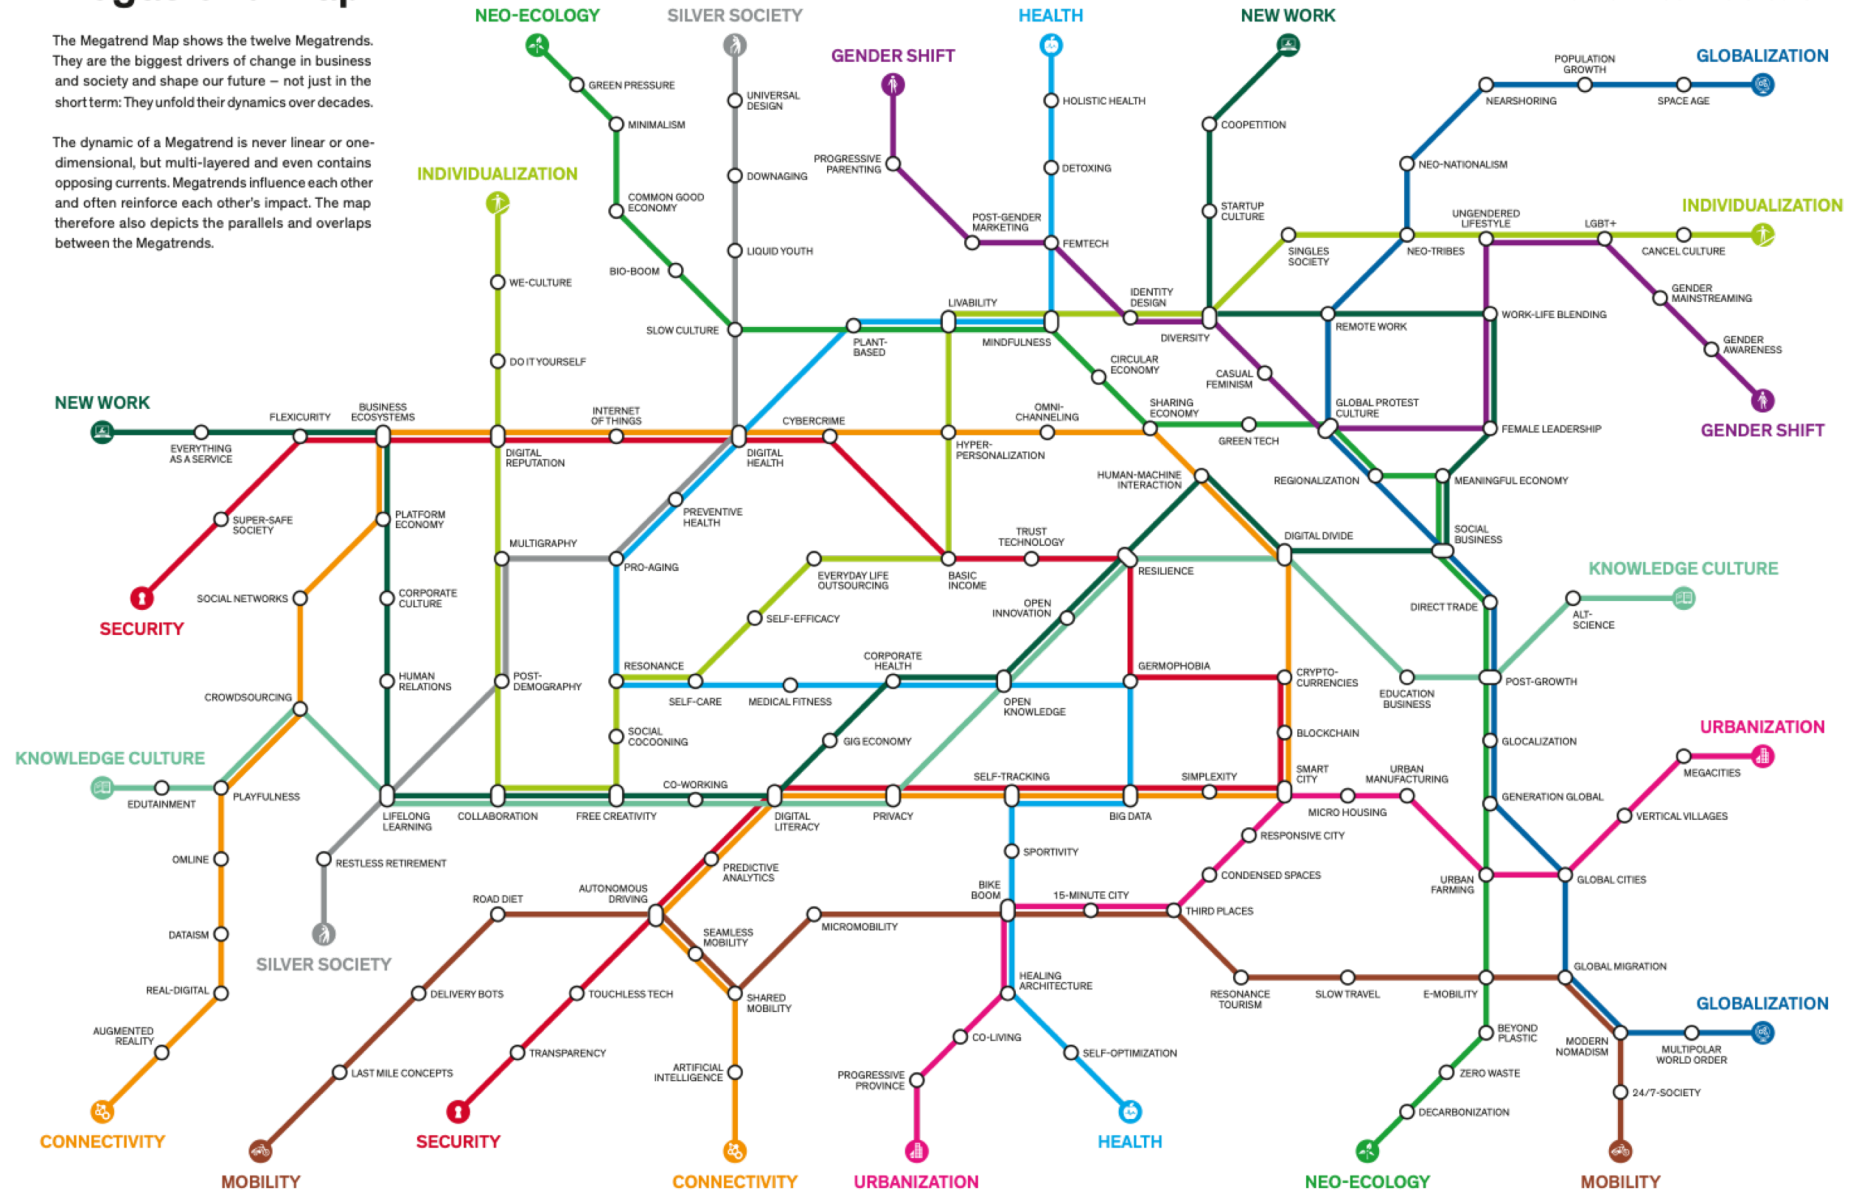 The Megatrend Map shows the twelve Megatrends.
They are the biggest drivers of change in business
and society and shape our future – not just in the
short term: They unfold their dynamics over decades.
The dynamic of a Megatrend is never linear or one-
dimensional, but multi-layered and even contains
opposing currents. Megatrends influence each other
and often reinforce each other's impact. The map
therefore also depicts the parallels and overlaps
between the Megatrends.
NEO-ECOLOGY
SILVER SOCIETY
HEALTH
NEW WORK
GENDER SHIFT
GLOBALIZATION
POPULATION
GROWTH
GREEN PRESSURE
UNIVERSAL
DESIGN
HOLISTIC HEALTH
NEARSHORING
SPACE AGE
MINIMALISM
COOPETITION
PROGRESSIVE
PARENTING
DETOXING
NEO-NATIONALISM
INDIVIDUALIZATION
DOWNAGING
COMMON GOOD
ECONOMY
STARTUP
CULTURE
INDIVIDUALIZATION
POST-GENDER
MARKETING
UNGENDERED
LIFESTYLE
LGBT+
LIQUID YOUTH
FEMTECH
SINGLES
SOCIETY
NEO-TRIBES
CANCEL CULTURE
BIO-BOOM
WE-CULTURE
IDENTITY
DESIGN
GENDER
MAINSTREAMING
LIVABILITY
SLOW CULTURE
PLANT-
BASED
MINDFULNESS
DIVERSITY
REMOTE WORK
WORK-LIFE BLENDING
GENDER
AWARENESS
DO IT YOURSELF
CIRCULAR
ECONOMY
CASUAL
FEMINISM
NEW WORK
FLEXICURITY
BUSINESS
ECOSYSTEMS
INTERNET
OF THINGS
CYBERCRIME
OMNI-
CHANNELING
SHARING
ECONOMY
GLOBAL PROTEST
CULTURE
EVERYTHING
AS A SERVICE
DIGITAL
REPUTATION
DIGITAL
HEALTH
HYPER-
PERSONALIZATION
GREEN TECH
FEMALE LEADERSHIP
GENDER SHIFT
HUMAN-MACHINE
INTERACTION
REGIONALIZATION
MEANINGFUL ECONOMY
SUPER-SAFE
SOCIETY
PLATFORM
ECONOMY
PREVENTIVE
HEALTH
TRUST
TECHNOLOGY
DIGITAL DIVIDE
SOCIAL
BUSINESS
MULTIGRAPHY
PRO-AGING
EVERYDAY LIFE
OUTSOURCING
BASIC
INCOME
RESILIENCE
KNOWLEDGE CULTURE
SOCIAL NETWORKS
CORPORATE
CULTURE
OPEN
INNOVATION
DIRECT TRADE
ALT-
SCIENCE
SECURITY
SELF-EFFICACY
RESONANCE
CORPORATE
HEALTH
GERMOPHOBIA
HUMAN
RELATIONS
POST-
DEMOGRAPHY
CRYPTO-
CURRENCIES
CROWDSOURCING
SELF-CARE
MEDICAL FITNESS
OPEN
KNOWLEDGE
EDUCATION
BUSINESS
POST-GROWTH
SOCIAL
COCOONING
GIG ECONOMY
BLOCKCHAIN
GLOCALIZATION
URBANIZATION
KNOWLEDGE CULTURE
MEGACITIES
CO-WORKING
SELF-TRACKING
SIMPLEXITY
SMART
CITY
URBAN
MANUFACTURING
EDUTAINMENT
PLAYFULNESS
LIFELONG
LEARNING
COLLABORATION
FREE CREATIVITY
DIGITAL
LITERACY
PRIVACY
BIG DATA
MICRO HOUSING
GENERATION GLOBAL
VERTICAL VILLAGES
RESPONSIVE CITY
OMLINE
RESTLESS RETIREMENT
PREDICTIVE
ANALYTICS
SPORTIVITY
CONDENSED SPACES
URBAN
FARMING
GLOBAL CITIES
ROAD DIET
AUTONOMOUS
DRIVING
BIKE
BOOM
15-MINUTE CITY
THIRD PLACES
MICROMOBILITY
DATAISM
SEAMLESS
MOBILITY
SILVER SOCIETY
HEALING
ARCHITECTURE
GLOBAL MIGRATION
REAL-DIGITAL
DELIVERY BOTS
TOUCHLESS TECH
SHARED
MOBILITY
RESONANCE
TOURISM
SLOW TRAVEL
E-MOBILITY
GLOBALIZATION
AUGMENTED
REALITY
CO-LIVING
BEYOND
PLASTIC
MODERN
NOMADISM
MULTIPOLAR
WORLD ORDER
TRANSPARENCY
SELF-OPTIMIZATION
LAST MILE CONCEPTS
ARTIFICIAL
INTELLIGENCE
PROGRESSIVE
PROVINCE
ZERO WASTE
24/7-SOCIETY
DECARBONIZATION
CONNECTIVITY
SECURITY
HEALTH
MOBILITY
CONNECTIVITY
URBANIZATION
NEO-ECOLOGY
MOBILITY